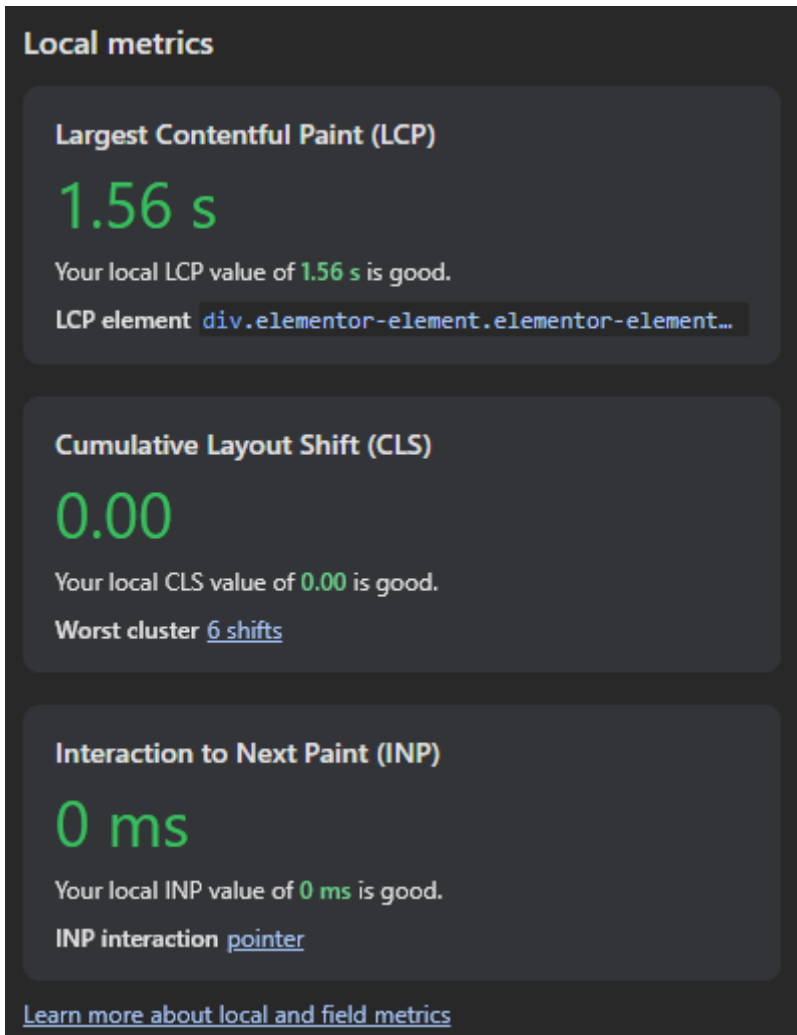 Local metrics
Largest Contentful Paint (LCP)
1.56 s
Your local LCP value of 1.56 s is good.
LCP element div.elementor-element.elementor-element…
Cumulative Layout Shift (CLS)
0.00
Your local CLS value of 0.00 is good.
Worst cluster 6 shifts
Interaction to Next Paint (INP)
0 ms
Your local INP value of 0 ms is good.
INP interaction pointer
Learn more about local and field metrics